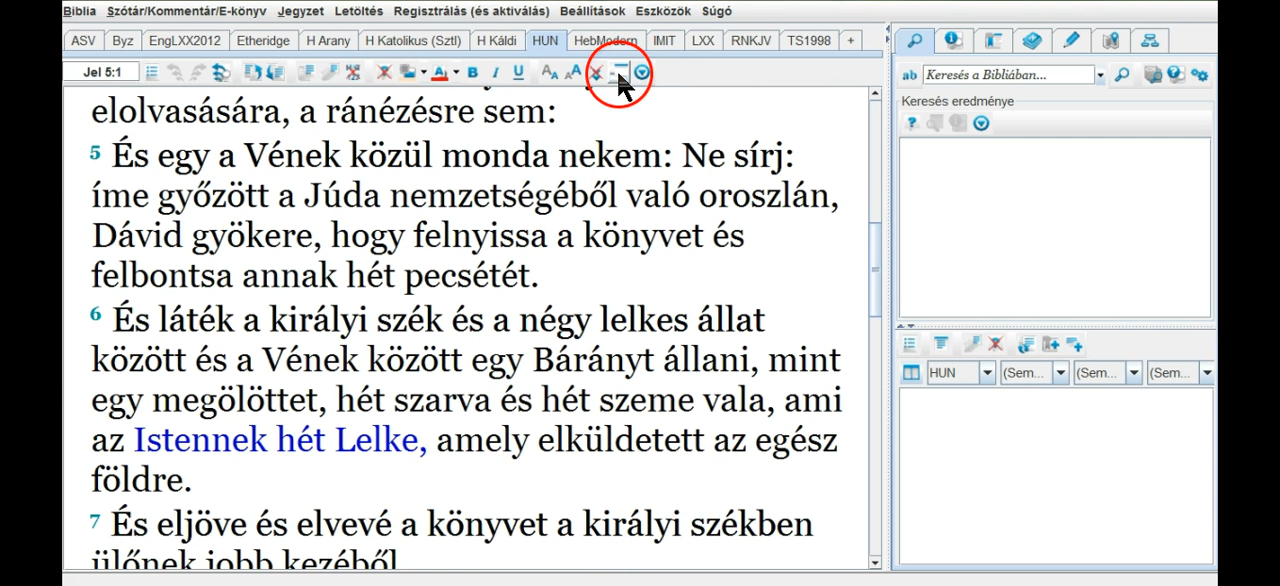 Biblia Szótár/Kommentár/E-könyv Jegyzet Letöltés Regisztrálás (és aktiválás) Beállítások Eszközök Súgó
ASV Byz EngLXX2012 Etheridge H Arany H Katolikus (Sztl) H Káldi HUN HebModern IMIT LXX RNKJV TS1998 +
Jel 5:1
ab Keresés a Bibliában...
Keresés eredménye
elolvasására, a ránézésre sem:
5 És egy a Vének közül monda nekem: Ne sírj:
íme győzött a Júda nemzetségéből való oroszlán,
Dávid gyökere, hogy felnyissa a könyvet és
felbontsa annak hét pecsétét.
6 És láték a királyi szék és a négy lelkes állat
között és a Vének között egy Bárányt állani, mint
egy megölöttet, hét szarva és hét szeme vala, ami
az Istennek hét Lelke, amely elküldetett az egész
földre.
7 És eljöve és elvevé a könyvet a királyi székben
ülőnek jobb kezéből
HUN (Sem... (Sem... (Sem...